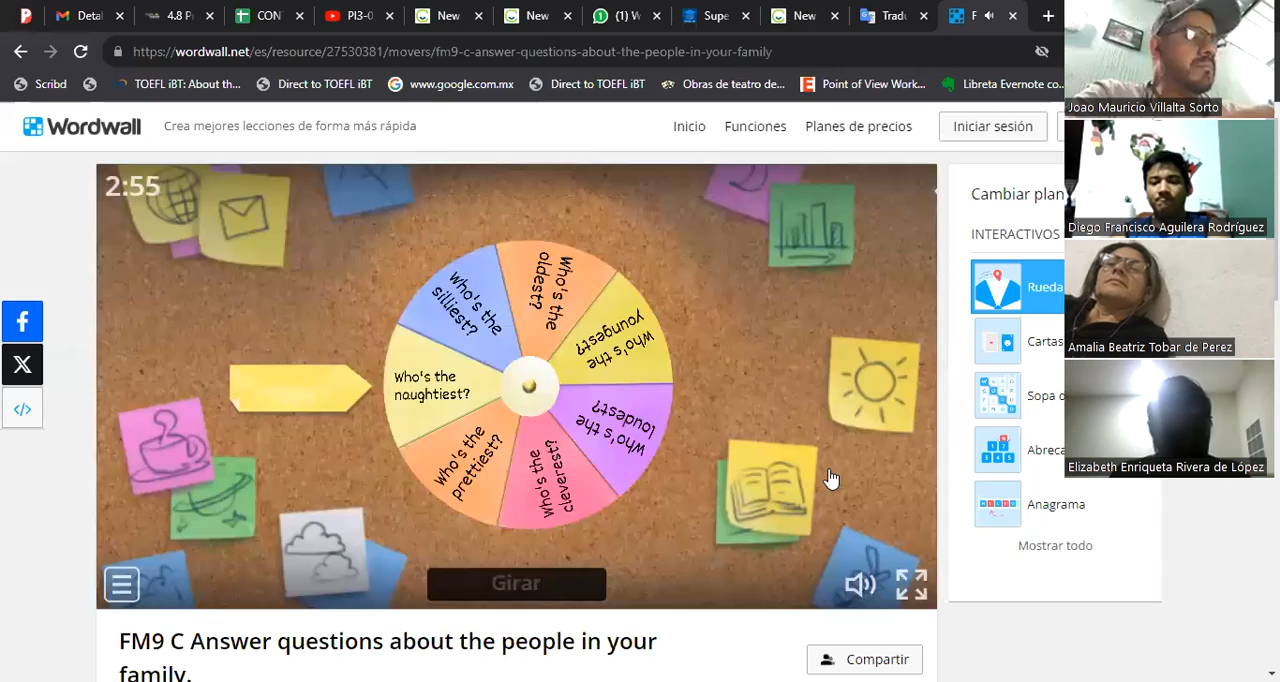 Detal
4.8 P
CON
PI3-0
New
New
(1) W
Supe
New
Tradu
F
https://wordwall.net/es/resource/27530381/movers/fm9-c-answer-questions-about-the-people-in-your-family
Scribd
TOEFL iBT: About th...
Direct to TOEFL iBT
www.google.com.mx
Direct to TOEFL iBT
Obras de teatro de...
Point of View Work...
Libreta Evernote co...
Wordwall
Crea mejores lecciones de forma más rápida
Inicio
Funciones
Planes de precios
Iniciar sesión
2:55
Who's the
oldest?
Who's the
youngest?
Who's the
loudest?
Who's the
cleverest?
Who's the
prettiest?
Who's the
naughtiest?
Who's the
silliest?
Girar
FM9 C Answer questions about the people in your
family.
Compartir
Cambiar plan
INTERACTIVOS
Rueda
Cartas
Sopa
Abreca
Anagrama
Mostrar todo
Joao Mauricio Villalta Sorto
Diego Francisco Aguilera Rodríguez
Amalia Beatriz Tobar de Perez
Elizabeth Enriqueta Rivera de López